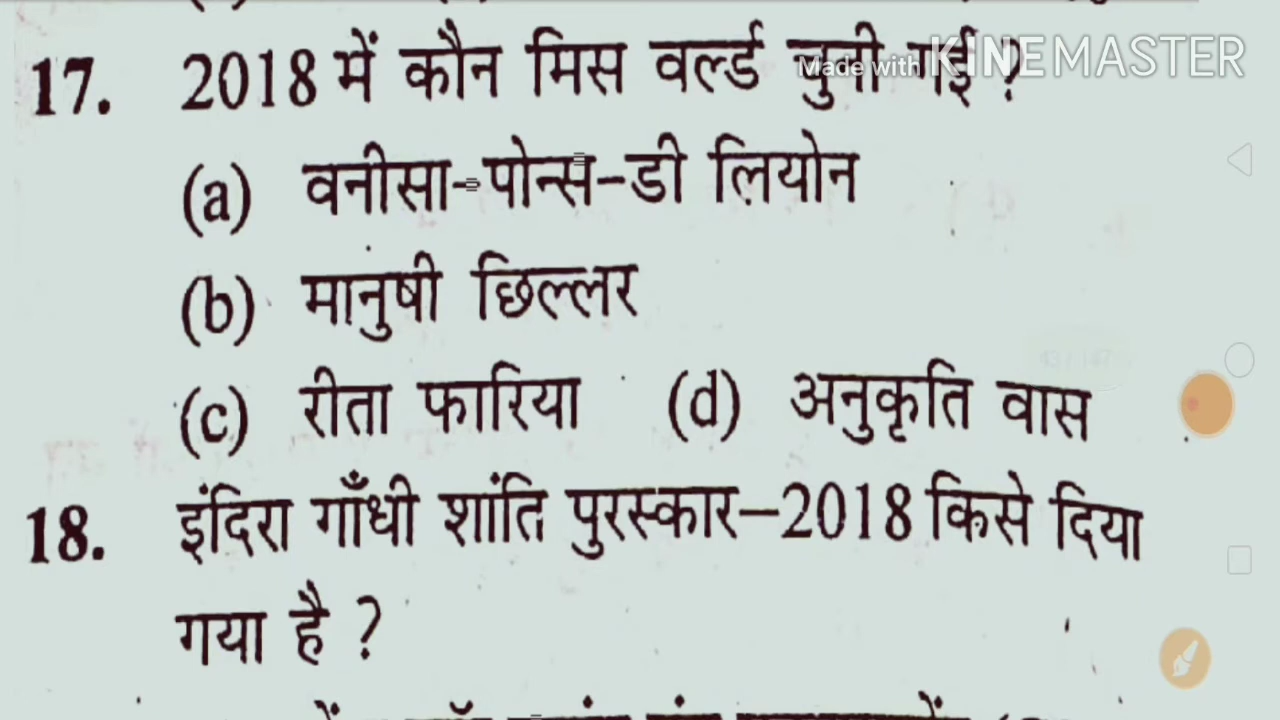 17. 2018 में कौन मिस वर्ल्ड चुनी गई ?
Made with KINEMASTER
(a) वनीसा-पोन्स-डी लियोन
(b) मानुषी छिल्लर
(c) रीता फारिया (d) अनुकृति वास
18. इंदिरा गाँधी शांति पुरस्कार-2018 किसे दिया
गया है ?